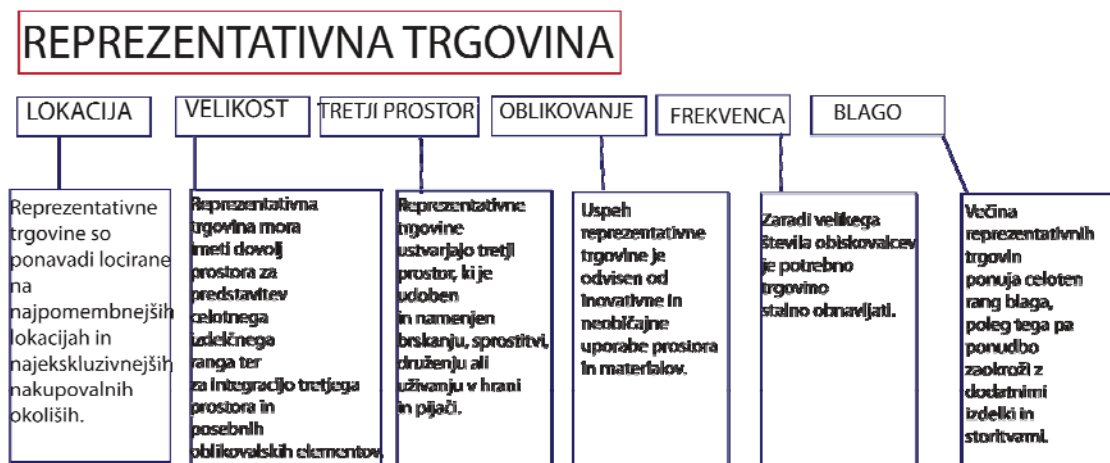 REPREZENTATIVNA TRGOVINA
LOKACIJA
VELIKOST
TRETJI PROSTOR
OBLIKOVANJE
FREKVENCA
BLAGO
Reprezentativne
trgovine so
ponavadi locirane
na
najpomembnejših
lokacijah in
najekskluzivnejših
nakupovalnih
okoliših.
Reprezentativna
trgovina mora
imeti dovolj
prostora za
predstavitev
celotnega
izdelčnega
ranga ter
za integracijo tretjega
prostora in
posebnih
oblikovalskih elementov.
Reprezentativne
trgovine
ustvarjajo tretji
prostor, ki je
udoben
in namenjen
brskanju, sprostitvi,
druženju ali
uživanju v hrani
in pijači.
Uspeh
reprezentativne
trgovine je
odvisen od
inovativne in
neobičajne
uporabe prostora
in materialov.
Zaradi velikega
števila obiskovalcev
je potrebno
trgovino
stalno obnavljati.
Večina
reprezentativnih
trgovin
ponuja celoten
rang blaga,
poleg tega pa
ponudbo
zaokroži z
dodatnimi
izdelki in
storitvami.